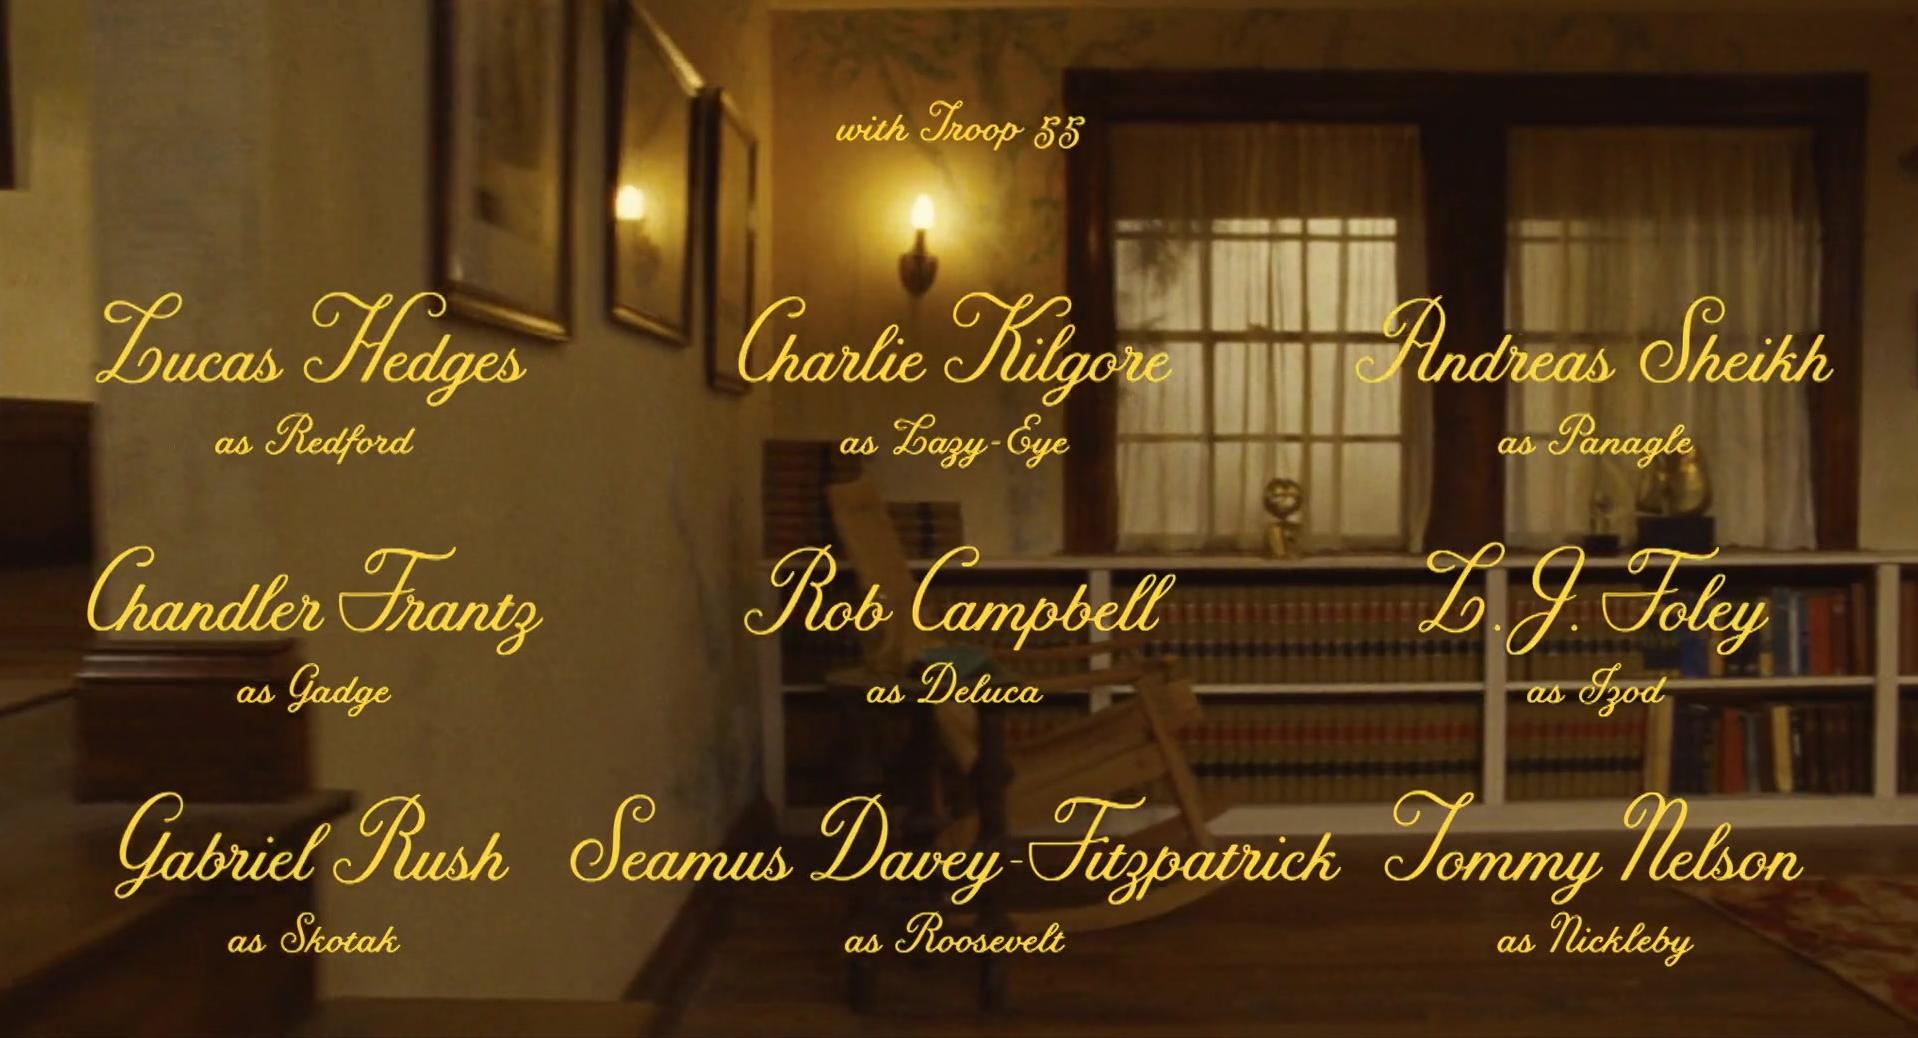 with Troop 55
Lucas Hedges
as Redford
Charlie Kilgore
as Lazy-Eye
Andreas Sheikh
as Panagle
Chandler Frantz
as Gadge
Rob Campbell
as Deluca
L.J. Foley
as Izod
Gabriel Rush
as Skotak
Seamus Davey-Fitzpatrick
as Roosevelt
Tommy Nelson
as Nickleby